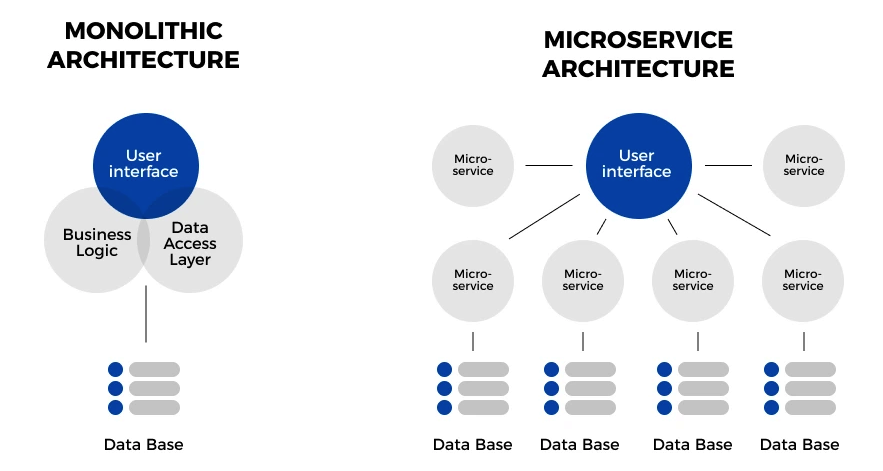 MONOLITHIC
ARCHITECTURE
User
interface
Business
Logic
Data
Access
Layer
Data Base
MICROSERVICE
ARCHITECTURE
Micro-
service
User
interface
Micro-
service
Micro-
service
Micro-
service
Micro-
service
Micro-
service
Data Base
Data Base
Data Base
Data Base